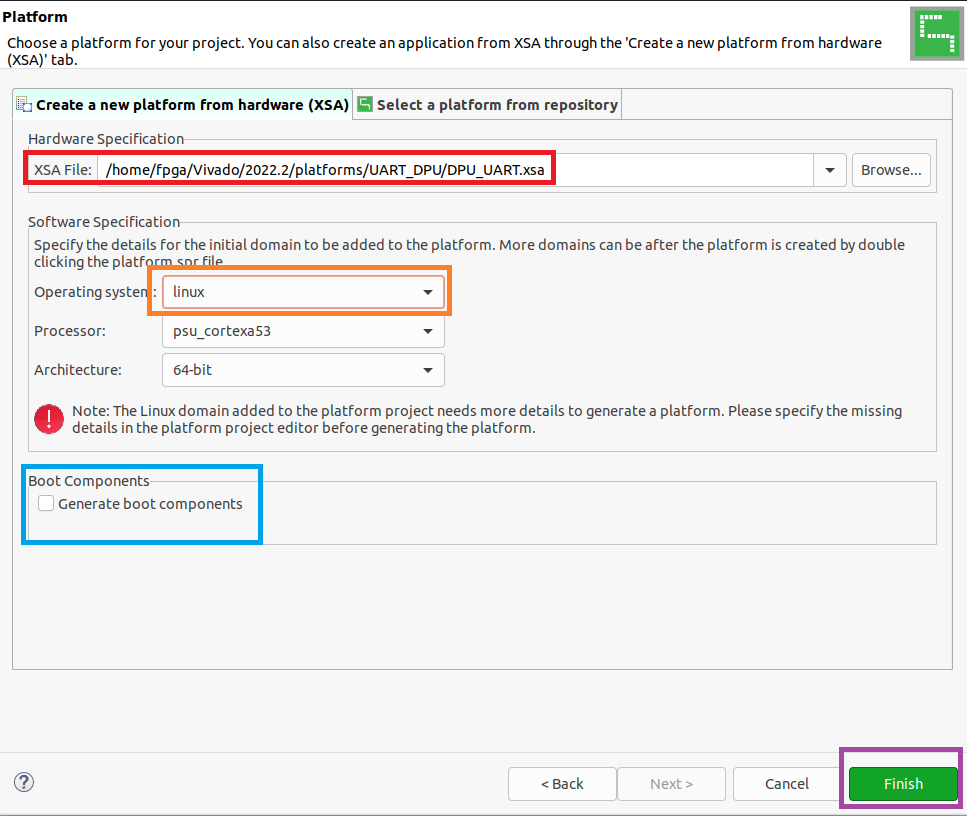 Platform
Choose a platform for your project. You can also create an application from XSA through the 'Create a new platform from hardware
(XSA)' tab.
Create a new platform from hardware (XSA)
Select a platform from repository
Hardware Specification
XSA File:
/home/fpga/Vivado/2022.2/platforms/UART_DPU/DPU_UART.xsa
Browse...
Software Specification
Specify the details for the initial domain to be added to the platform. More domains can be after the platform is created by double
clicking the platform.spr file
Operating system:
linux
Processor:
psu_cortexa53
Architecture:
64-bit
Note: The Linux domain added to the platform project needs more details to generate a platform. Please specify the missing
details in the platform project editor before generating the platform.
Boot Components
Generate boot components
?
< Back
Next >
Cancel
Finish